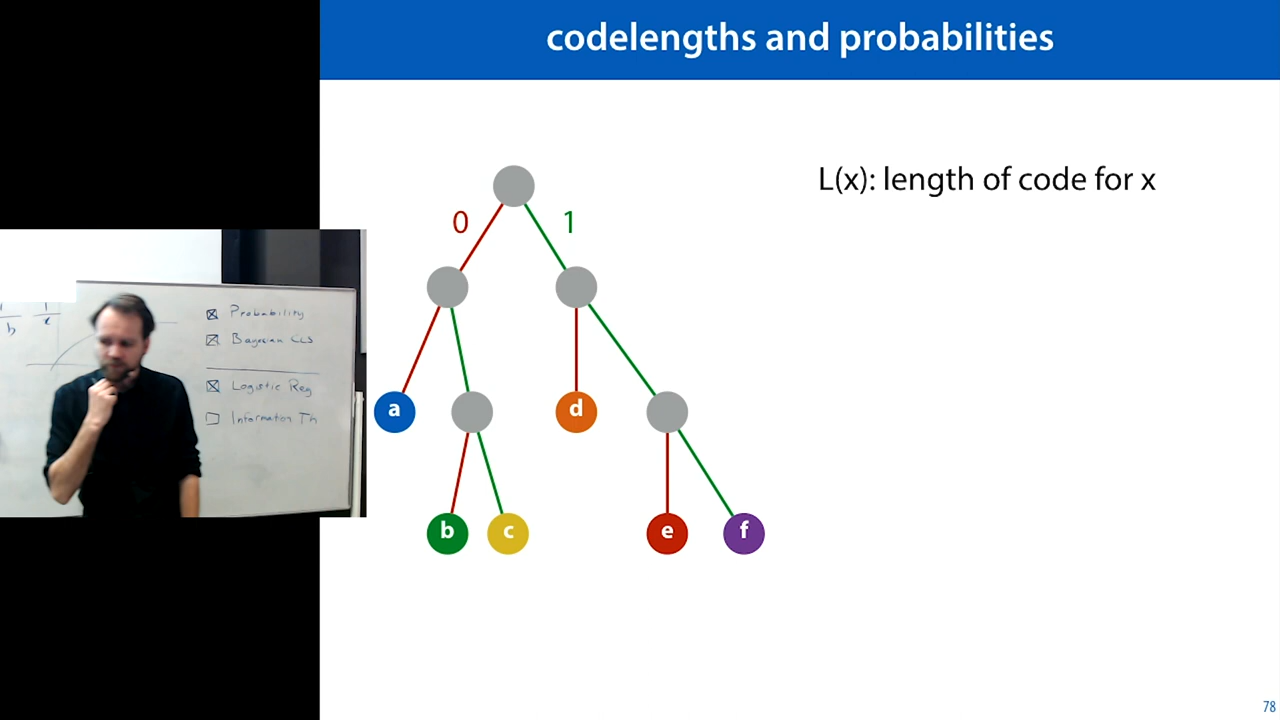 codelengths and probabilities
L(x): length of code for x
0 1
a
d
b c
e f
Probability
Bayesian CLS
Logistic Reg
Information Th
b
78